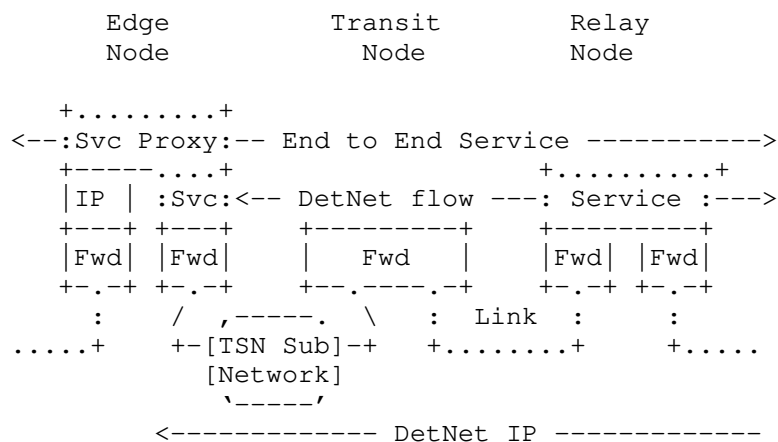 Edge Transit Relay
Node Node Node
+.........+
<--:Svc Proxy:-- End to End Service ----------->
+-----....+ +..........+
|IP | :Svc:<-- DetNet flow ---: Service :--->
+---+ +---+ +---------+ +---------+
|Fwd| |Fwd| | Fwd | |Fwd| |Fwd|
+-.-+ +-.-+ +--.----.-+ +-.-+ +-.-+
: / ,-----. \ : Link : :
.....+ +-[TSN Sub]-+ +........+ +.....
[Network]
`-----'
<------------- DetNet IP -------------